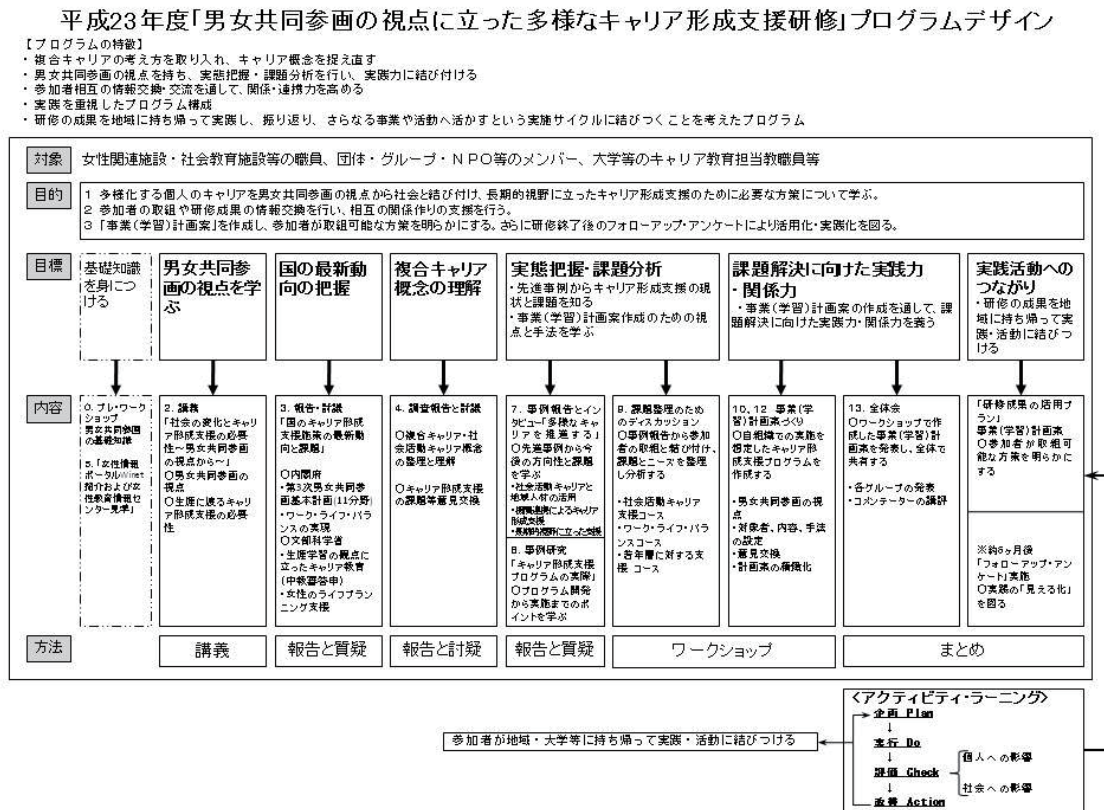 平成23年度「男女共同参画の視点に立った多様なキャリア形成支援研修」プログラムデザイン
【プログラムの特徴】
・複合キャリアの考え方を取り入れ、キャリア概念を捉え直す
・男女共同参画の視点を持ち、実態把握・課題分析を行い、実践力に結び付ける
・参加者相互の情報交換・交流を通して、関係・連携力を高める
・実践を重視したプログラム構成
・研修の成果を地域に持ち帰って実践し、振り返り、さらなる事業や活動へ活かすという実施サイクルに結びつくことを考えたプログラム
対象
女性関連施設・社会教育施設等の職員、団体・グループ・NPO等のメンバー、大学等のキャリア教育担当教職員等
目的
1 多様化する個人のキャリアを男女共同参画の視点から社会と結び付け、長期的視野に立ったキャリア形成支援のために必要な方策について学ぶ。
2 参加者の取組や研修成果の情報交換を行い、相互の関係作りの支援を行う。
3 「事業(学習)計画案」を作成し、参加者が取組可能な方策を明らかにする。さらに研修終了後のフォローアップ・アンケートにより活用化・実践化を図る。
目標
基礎知識
を身につ
ける
男女共同参
画の視点を学
ぶ
国の最新動
向の把握
複合キャリア
概念の理解
実態把握・課題分析
・先進事例からキャリア形成支援の現
状と課題を知る
・事業(学習)計画案作成のための視
点と手法を学ぶ
課題解決に向けた実践力
・関係力
・事業(学習)計画案の作成を通して、課
題解決に向けた実践力・関係力を養う
実践活動への
つながり
・研修の成果を地
域に持ち帰って実
践・活動に結びつ
ける
内容
0. プレ・ワーク
ショップ
男女共同参画
の基礎知識
5.「女性情報
ポータルWinet
紹介および女
性教育情報セ
ンター見学」
2. 講義
「社会の変化とキャリ
ア形成支援の必要
性～男女共同参画
の視点から～」
○男女共同参画の
視点
○生涯に渡るキャリ
ア形成支援の必要
性
3. 報告・討議
「国のキャリア形成
支援施策の最新動
向と課題」
○内閣府
・第3次男女共同参
画基本計画(11分野)
・ワーク・ライフ・バラ
ンスの実現
○文部科学省
・生涯学習の観点に
立ったキャリア教育
(中教審答申)
・女性のライフプラン
ニング支援
4. 調査報告と討議
○複合キャリア・社
会活動キャリア概念
の整理と理解
○キャリア形成支援
の課題等意見交換
7. 事例報告とイン
タビュー「多様なキャ
リアを推進する」
○先進事例から今
後の方向性と課題
を学ぶ
・社会活動キャリアと
地域人材の活用
・機関連携によるキャリア
形成支援
・長期的視野に立った支援
8. 事例研究
「キャリア形成支援
プログラムの実際」
○プログラム開発
から実施までのポ
イントを学ぶ
9. 課題整理のため
のディスカッション
○事例報告から参加
者の取組と結び付け、
課題とニーズを整理
し分析する
・社会活動キャリア
支援コース
・ワーク・ライフ・バラ
ンスコース
・若年層に対する支
援 コース
10、12 事業(学
習)計画案づくり
○自組織での実施を
想定したキャリア形
成支援プログラムを
作成する
・男女共同参画の視
点
・対象者、内容、手法
の設定
・意見交換
・計画案の精緻化
13. 全体会
○ワークショップで
作成した事業(学習)計
画案を発表し、全体で
共有する
・各グループの発表
・コメンテーターの講評
「研修成果の活用プ
ラン」
事業(学習)計画案
○参加者が取組可
能な方策を明らかに
する
※約6ヶ月後
「フォローアップ・アン
ケート」実施
○実践の「見える化」
を図る
方法
講義
報告と質疑
報告と討疑
報告と質疑
ワークショップ
まとめ
参加者が地域・大学等に持ち帰って実践・活動に結びつける
〈アクティビティ・ラーニング〉
企画 Plan
↓
実行 Do
↓
評価 Check
個人への影響
社会への影響
↓
改善 Action